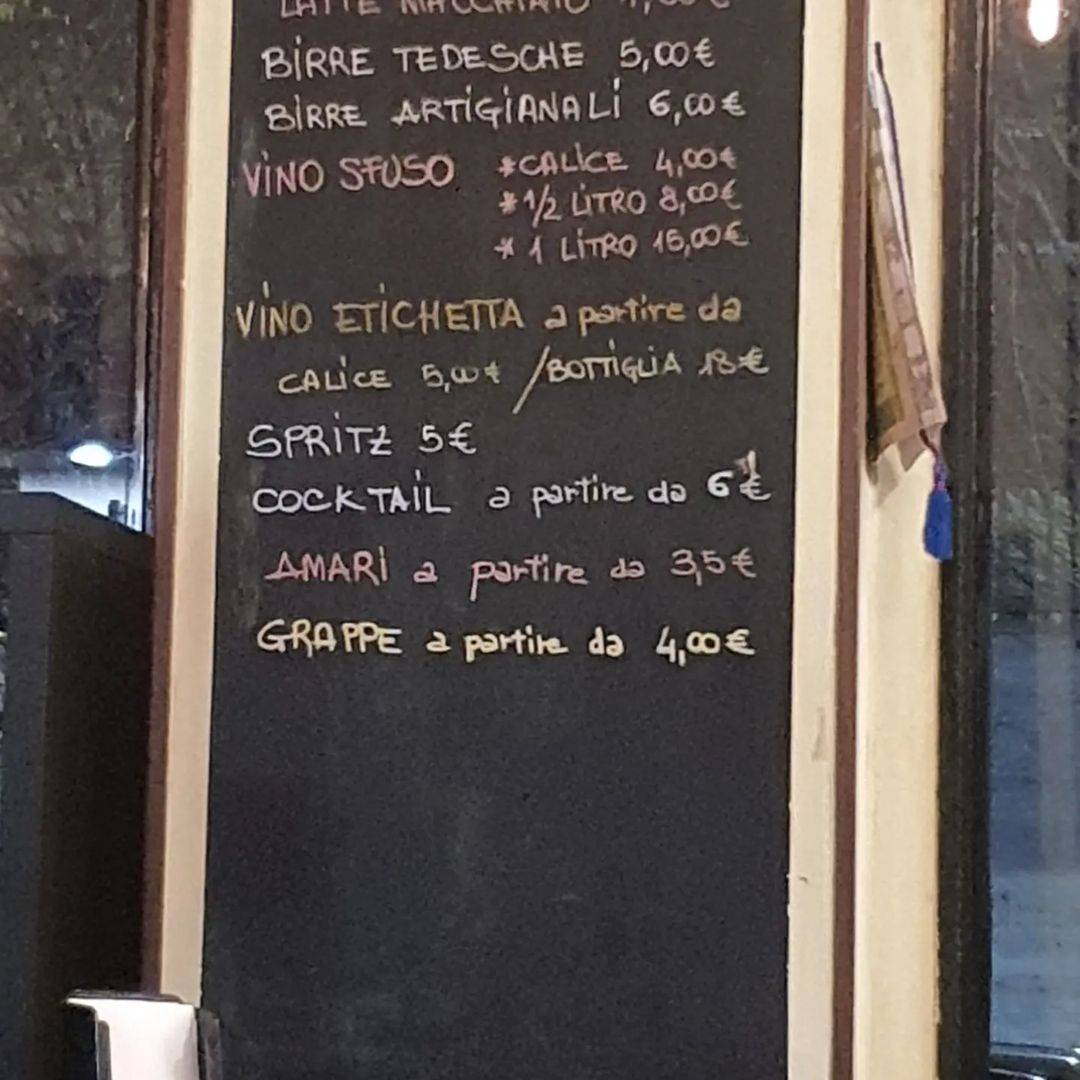 LATTE MACCHIATO
BIRRE TEDESCHE 5,00€
BIRRE ARTIGIANALI 6,00€
VINO SFUSO *CALICE 4,00€
*1/2 LITRO 8,00€
* 1 LITRO 15,00€
VINO ETICHETTA a partire da
CALICE 5,00€ /BOTTIGLIA 18€
SPRITZ 5€
COCKTAIL a partire da 6€
AMARI a partire da 3,5€
GRAPPE a partire da 4,00€